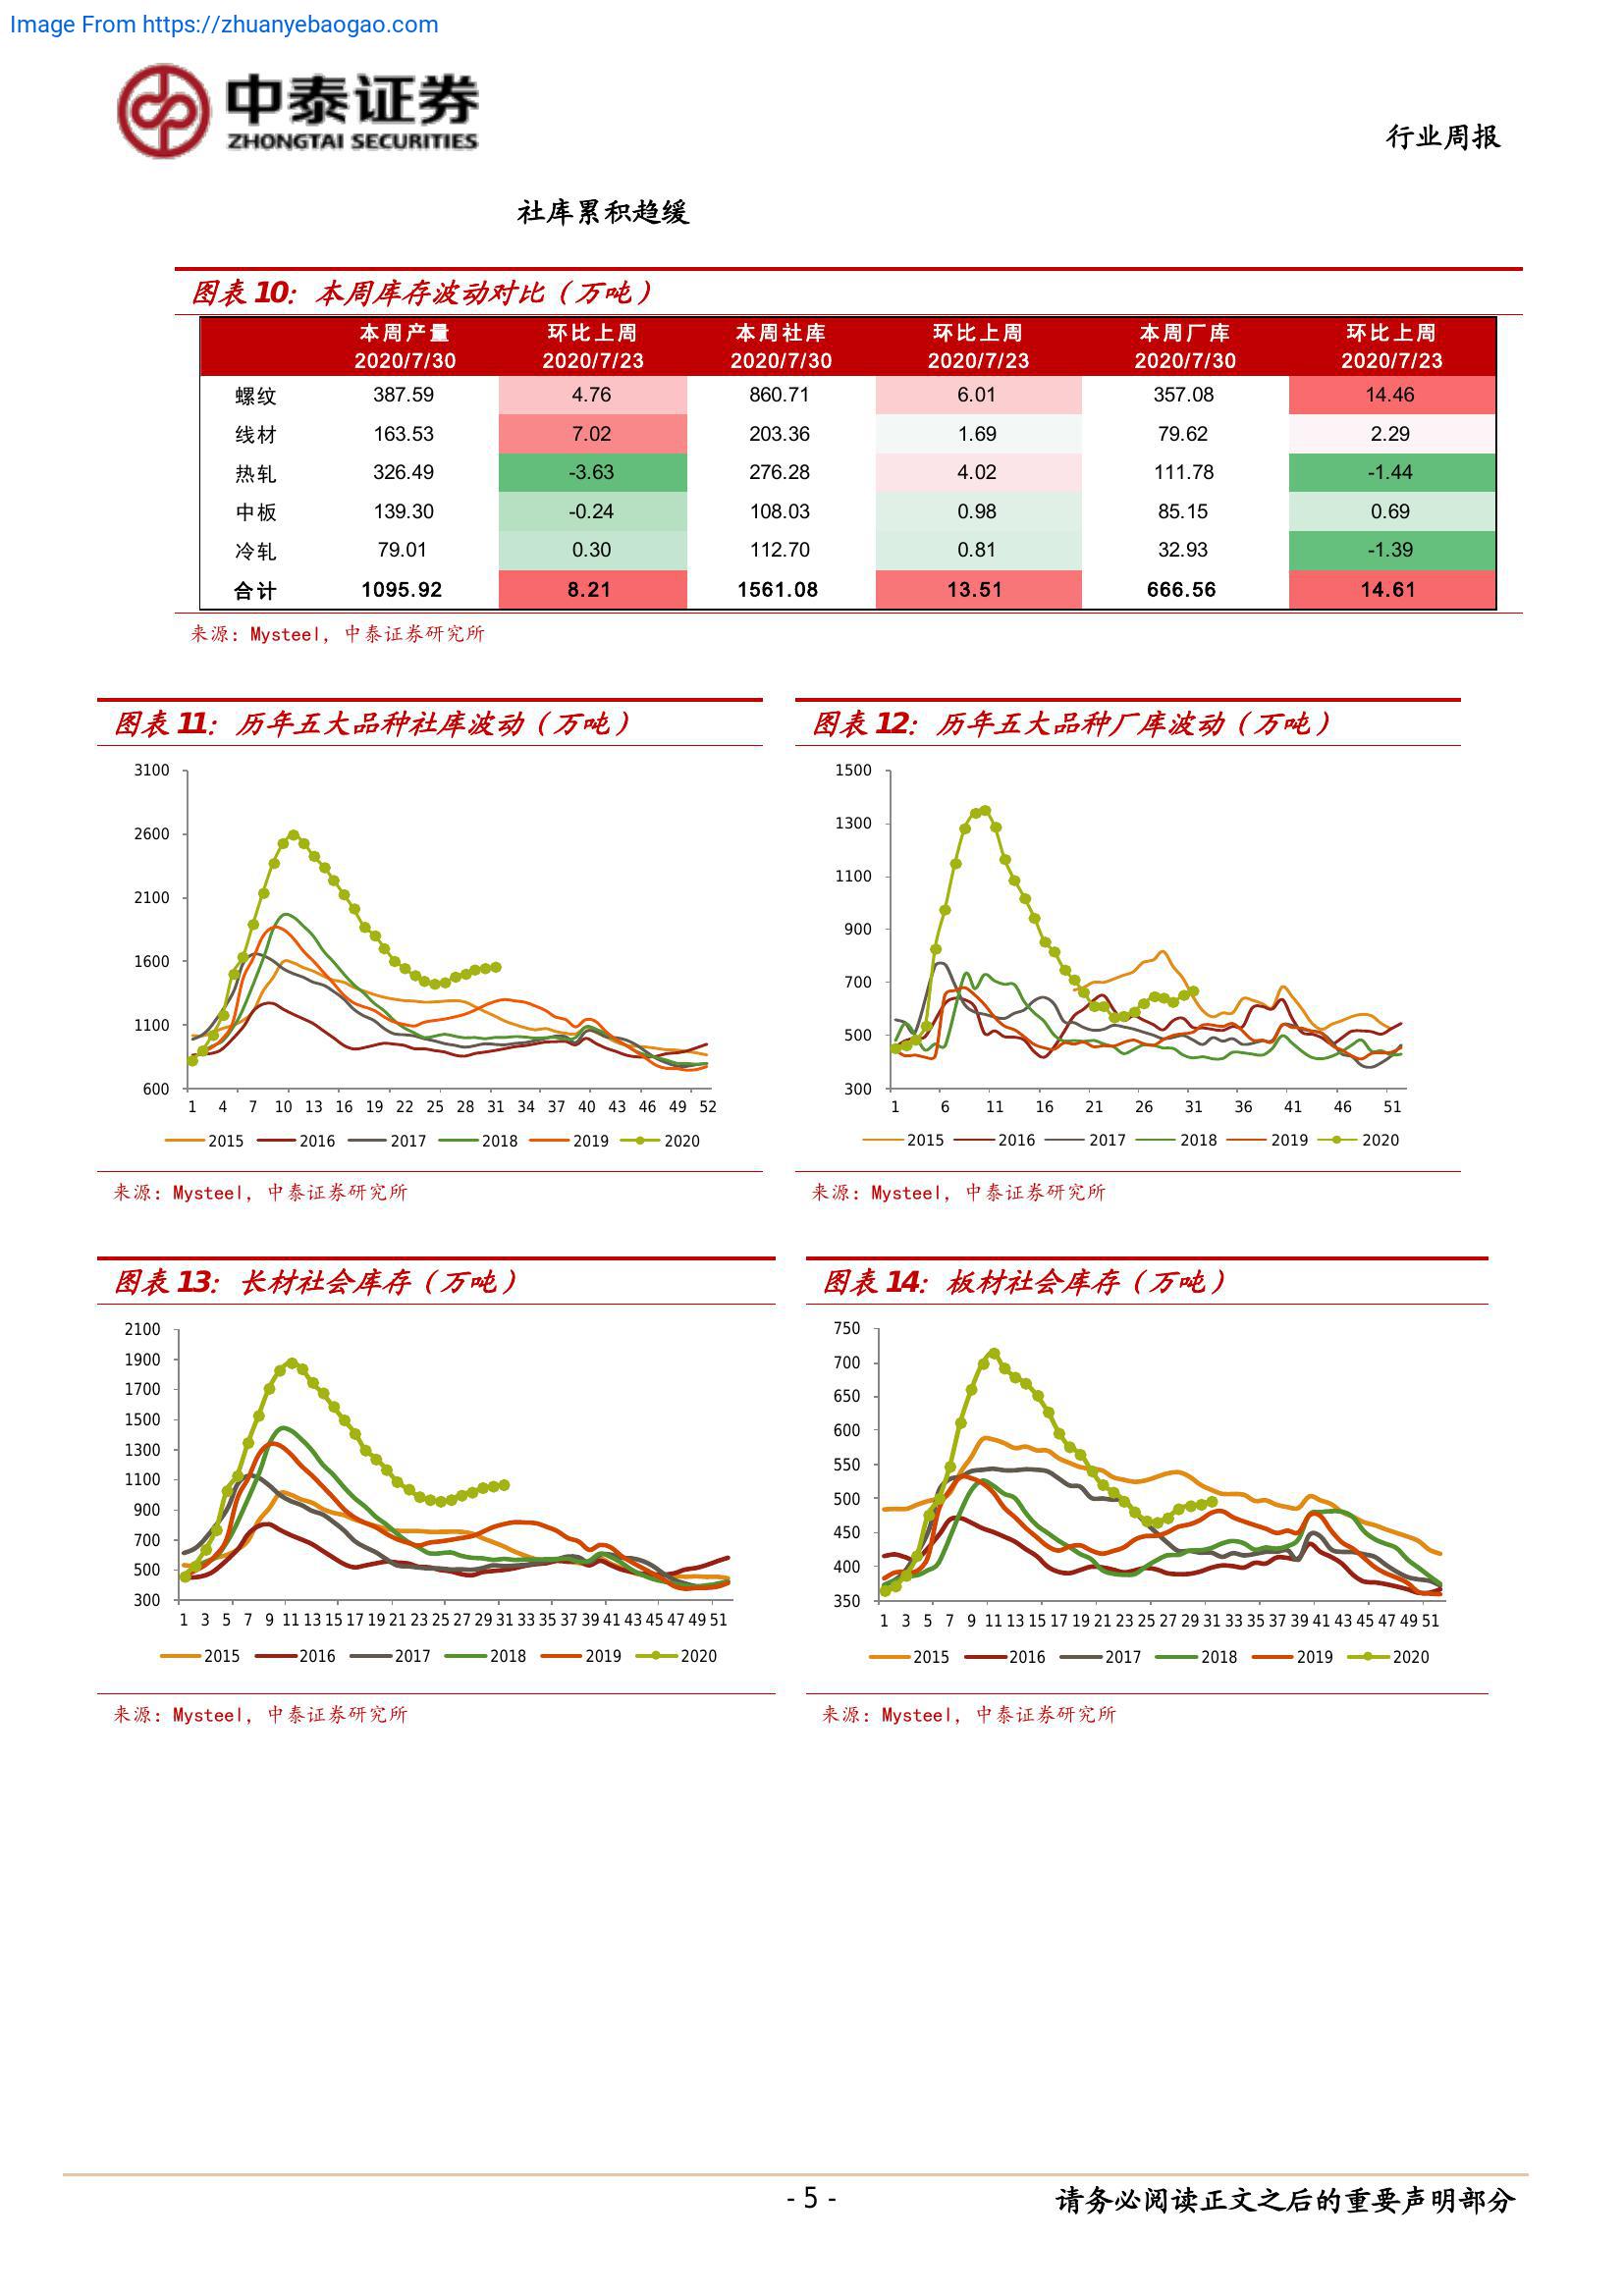 Image From https://zhuanyebaogao.com
中泰证券
ZHONGTAI SECURITIES
行业周报
社库累积趋缓
图表 10：本周库存波动对比（万吨）
本周产量 环比上周 本周社库 环比上周 本周厂库 环比上周
2020/7/30 2020/7/23 2020/7/30 2020/7/23 2020/7/30 2020/7/23
螺纹 387.59 4.76 860.71 6.01 357.08 14.46
线材 163.53 7.02 203.36 1.69 79.62 2.29
热轧 326.49 -3.63 276.28 4.02 111.78 -1.44
中板 139.30 -0.24 108.03 0.98 85.15 0.69
冷轧 79.01 0.30 112.70 0.81 32.93 -1.39
合计 1095.92 8.21 1561.08 13.51 666.56 14.61
来源：Mysteel，中泰证券研究所
图表 11：历年五大品种社库波动（万吨）
3100
2600
2100
1600
1100
600
1 4 7 10 13 16 19 22 25 28 31 34 37 40 43 46 49 52
2015 2016 2017 2018 2019 2020
来源：Mysteel，中泰证券研究所
图表 12：历年五大品种厂库波动（万吨）
1500
1300
1100
900
700
500
300
1 6 11 16 21 26 31 36 41 46 51
2015 2016 2017 2018 2019 2020
来源：Mysteel，中泰证券研究所
图表 13：长材社会库存（万吨）
2100
1900
1700
1500
1300
1100
900
700
500
300
1 3 5 7 9 11 13 15 17 19 21 23 25 27 29 31 33 35 37 39 41 43 45 47 49 51
2015 2016 2017 2018 2019 2020
来源：Mysteel，中泰证券研究所
图表 14：板材社会库存（万吨）
750
700
650
600
550
500
450
400
350
1 3 5 7 9 11 13 15 17 19 21 23 25 27 29 31 33 35 37 39 41 43 45 47 49 51
2015 2016 2017 2018 2019 2020
来源：Mysteel，中泰证券研究所
- 5 -
请务必阅读正文之后的重要声明部分